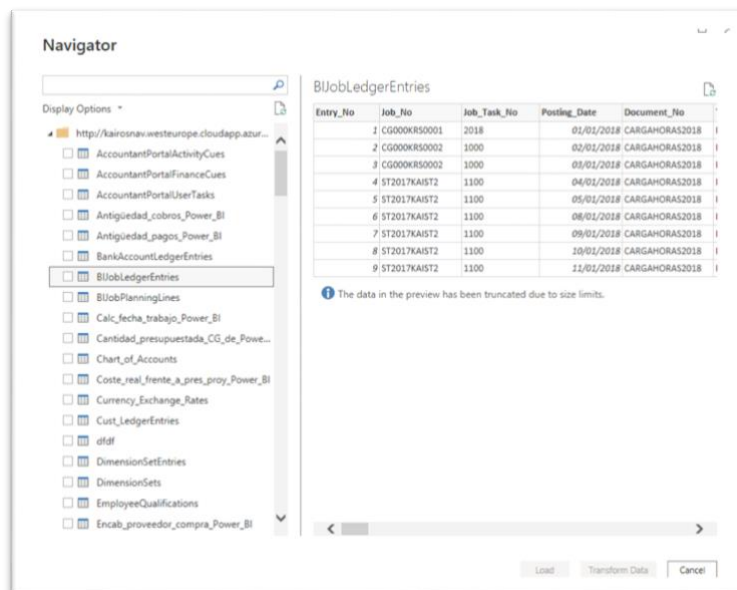 Navigator
Display Options
http://kairosnav.westeurope.cloudapp.azur...
AccountantPortalActivityCues
AccountantPortalFinanceCues
AccountantPortalUserTasks
Antigüedad_cobros_Power_BI
Antigüedad_pagos_Power_BI
BankAccountLedgerEntries
BIJobLedgerEntries
BIJobPlanningLines
Calc_fecha_trabajo_Power_BI
Cantidad_presupuestada_CG_de_Powe...
Chart_of_Accounts
Coste_real_frente_a_pres_proy_Power_BI
Currency_Exchange_Rates
Cust_LedgerEntries
dfdf
DimensionSetEntries
DimensionSets
EmployeeQualifications
Encab_proveedor_compra_Power_BI
BIJobLedgerEntries
Entry_No Job_No Job_Task_No Posting_Date Document_No
1 CG000KRS0001 2018 01/01/2018 CARGAHORAS2018
2 CG000KRS0002 1000 02/01/2018 CARGAHORAS2018
3 CG000KRS0002 1000 03/01/2018 CARGAHORAS2018
4 ST2017KAIST2 1100 04/01/2018 CARGAHORAS2018
5 ST2017KAIST2 1100 05/01/2018 CARGAHORAS2018
6 ST2017KAIST2 1100 08/01/2018 CARGAHORAS2018
7 ST2017KAIST2 1100 09/01/2018 CARGAHORAS2018
8 ST2017KAIST2 1100 10/01/2018 CARGAHORAS2018
9 ST2017KAIST2 1100 11/01/2018 CARGAHORAS2018
The data in the preview has been truncated due to size limits.
Load Transform Data Cancel